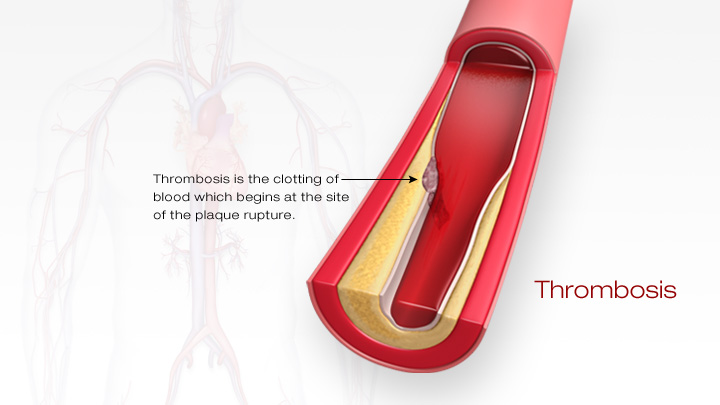 Thrombosis is the clotting of
blood which begins at the site
of the plaque rupture.
Thrombosis